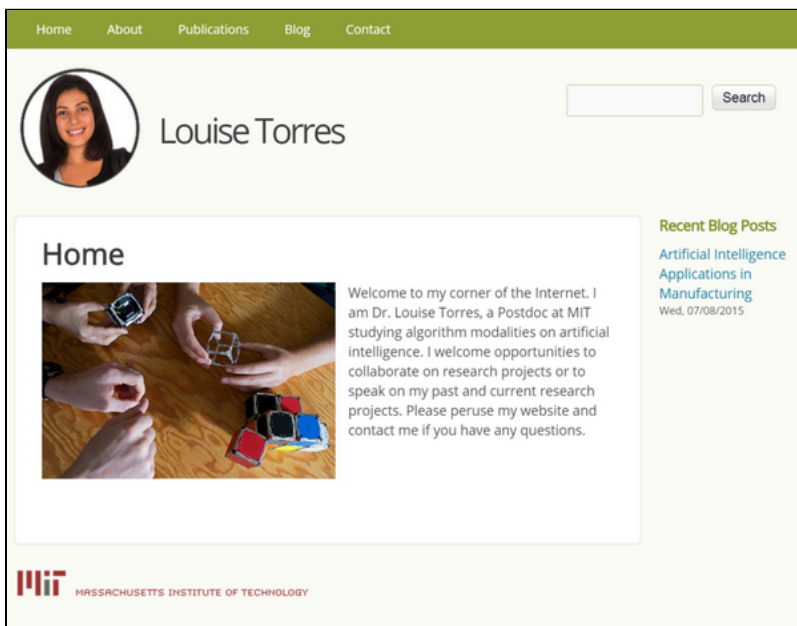 Home About Publications Blog Contact
Louise Torres
Search
Home
Welcome to my corner of the Internet. I
am Dr. Louise Torres, a Postdoc at MIT
studying algorithm modalities on artificial
intelligence. I welcome opportunities to
collaborate on research projects or to
speak on my past and current research
projects. Please peruse my website and
contact me if you have any questions.
Recent Blog Posts
Artificial Intelligence
Applications in
Manufacturing
Wed, 07/08/2015
MIT MASSACHUSETTS INSTITUTE OF TECHNOLOGY